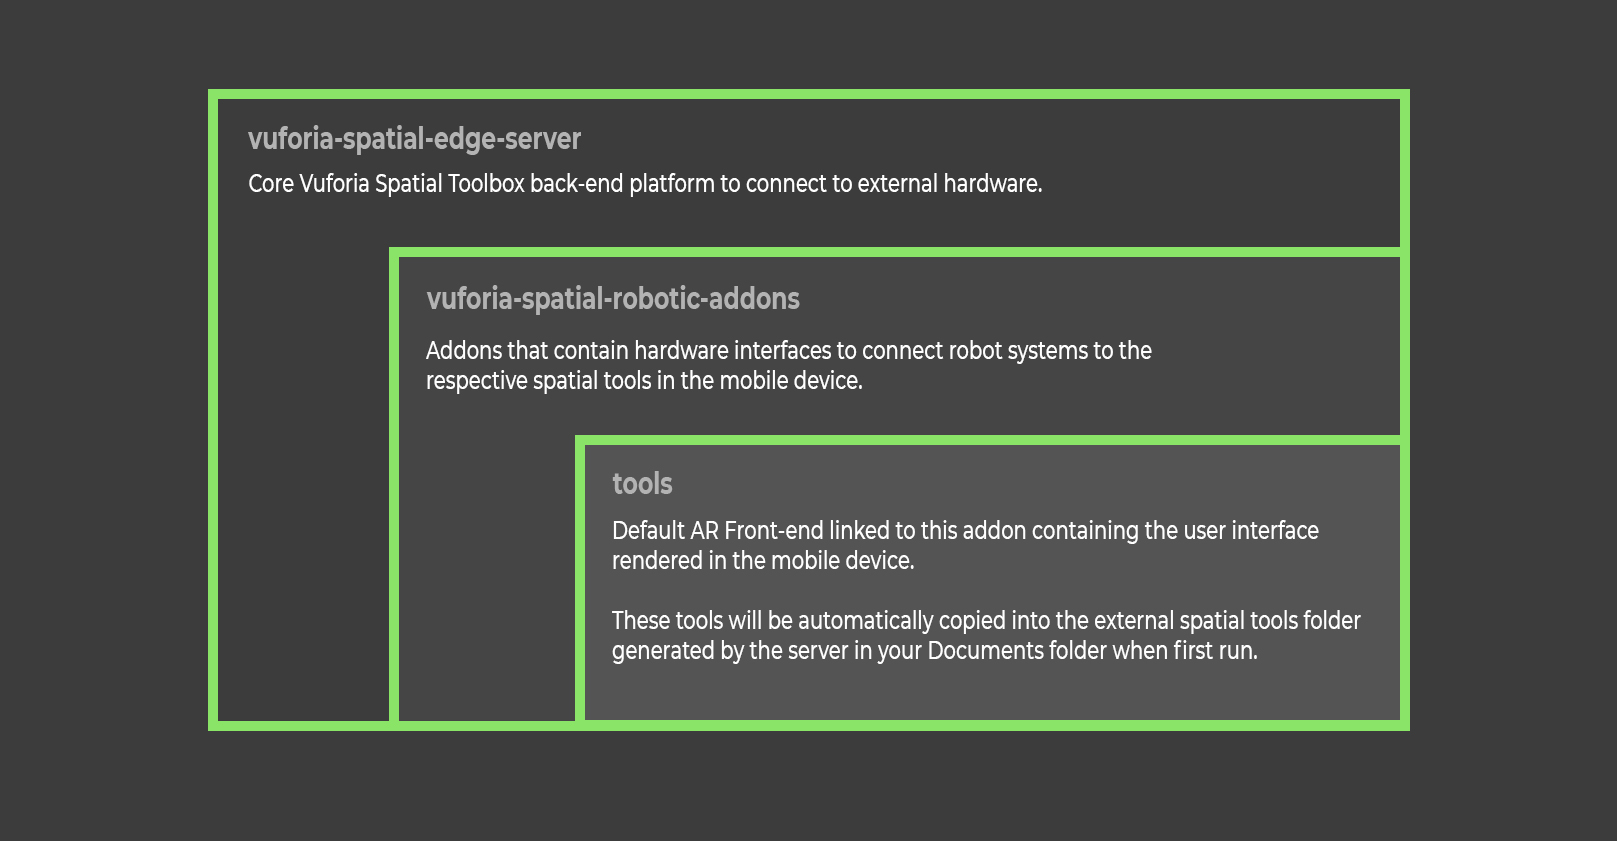 vuforia-spatial-edge-server
Core Vuforia Spatial Toolbox back-end platform to connect to external hardware.
vuforia-spatial-robotic-addons
Addons that contain hardware interfaces to connect robot systems to the
respective spatial tools in the mobile device.
tools
Default AR Front-end linked to this addon containing the user interface
rendered in the mobile device.
These tools will be automatically copied into the external spatial tools folder
generated by the server in your Documents folder when first run.